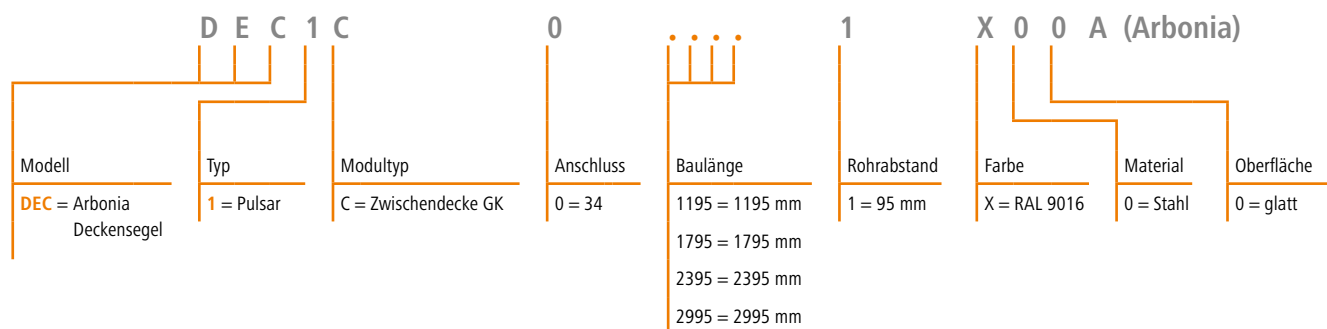 D E C 1 C 0 . . . . 1 X 0 0 A (Arbonia)
Modell
DEC = Arbonia
Deckensegel
Typ
1 = Pulsar
Modultyp
C = Zwischendecke GK
Anschluss
0 = 34
Baulänge
1195 = 1195 mm
1795 = 1795 mm
2395 = 2395 mm
2995 = 2995 mm
Rohrabstand
1 = 95 mm
Farbe
X = RAL 9016
Material
0 = Stahl
Oberfläche
0 = glatt